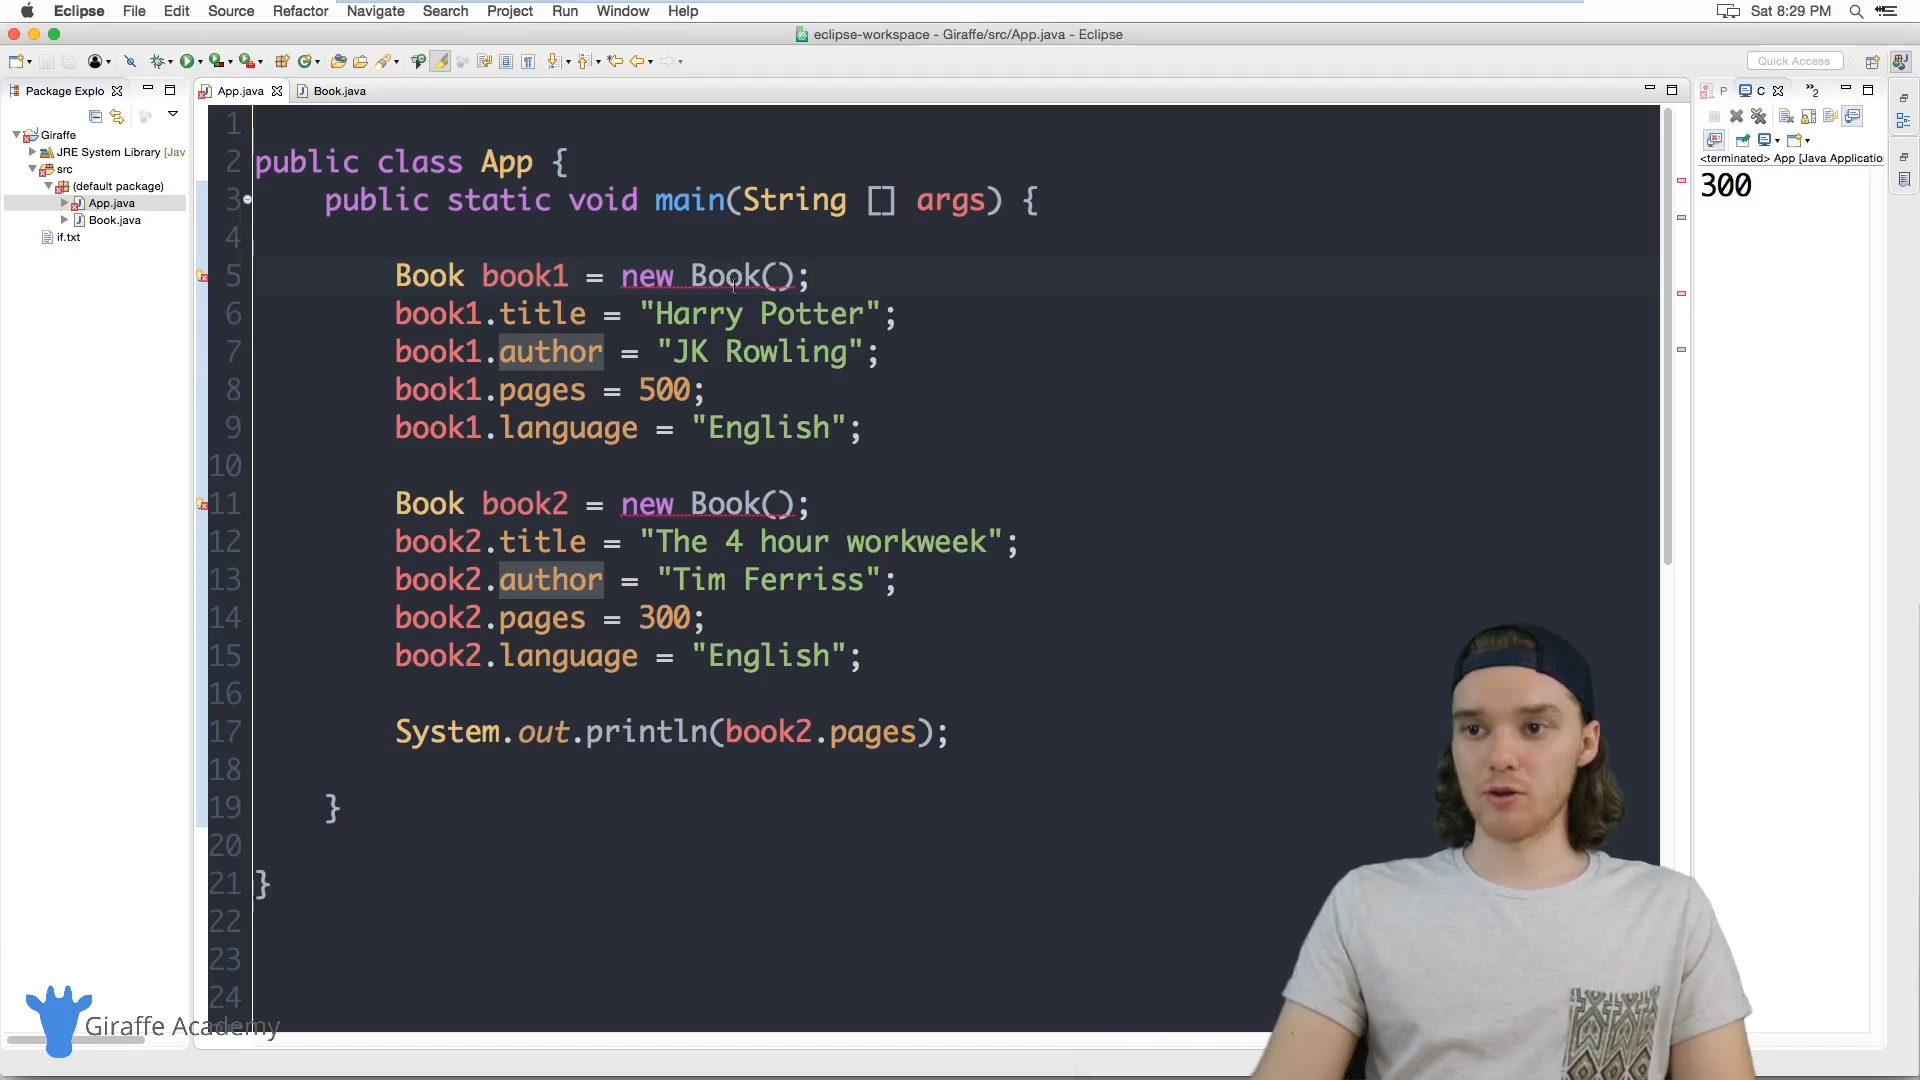 Eclipse File Edit Source Refactor Navigate Search Project Run Window Help Sat 8:29 PM
eclipse-workspace - Giraffe/src/App.java - Eclipse
Quick Access
Package Explo App.java Book.java P C 2
Giraffe
JRE System Library [Jav
src
(default package)
App.java
Book.java
if.txt
1
2 public class App {
3 public static void main(String [] args) {
4
5 Book book1 = new Book();
6 book1.title = "Harry Potter";
7 book1.author = "JK Rowling";
8 book1.pages = 500;
9 book1.language = "English";
10
11 Book book2 = new Book();
12 book2.title = "The 4 hour workweek";
13 book2.author = "Tim Ferriss";
14 book2.pages = 300;
15 book2.language = "English";
16
17 System.out.println(book2.pages);
18
19 }
20
21 }
22
23
24
<terminated> App [Java Applicatio
300
Giraffe Academy